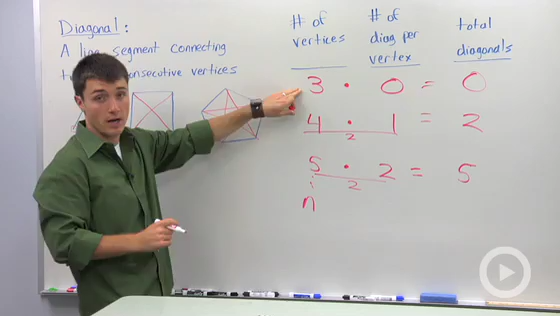 Diagonal:
A line segment connecting
consecutive vertices
# of vertices
# of diag per vertex
total diagonals
3 · 0 = 0
4 · 1 = 2
2
5 · 2 = 5
2
n